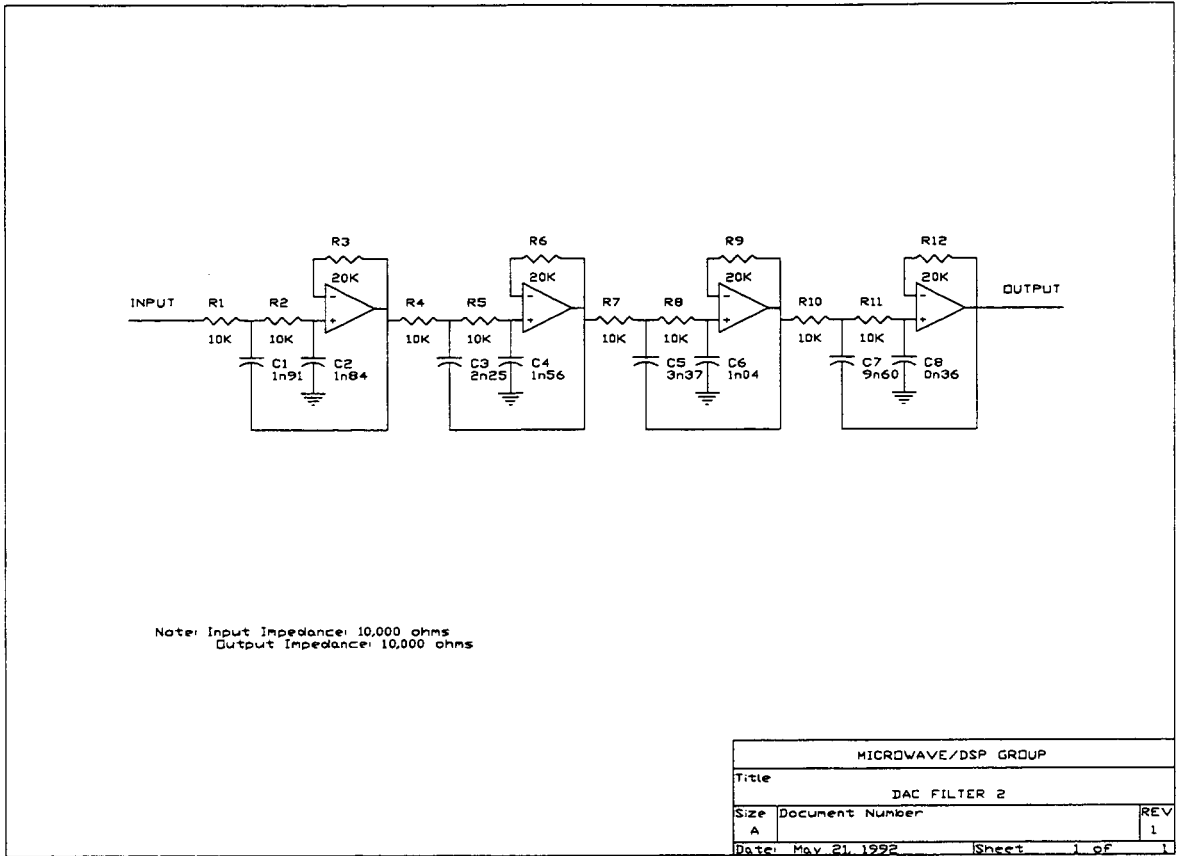 R3 R6 R9 R12
20K 20K 20K 20K
INPUT R1 R2 R4 R5 R7 R8 R10 R11 OUTPUT
- - - -
+ + + +
10K 10K 10K 10K 10K 10K 10K 10K
C1 C2 C3 C4 C5 C6 C7 C8
1n91 1n84 2n25 1n56 3n37 1n04 9n60 0n36
Note: Input Impedance: 10,000 ohms
Output Impedance: 10,000 ohms
MICROWAVE/DSP GROUP
Title
DAC FILTER 2
Size Document Number REV
A 1
Date: May 21, 1992 Sheet 1 of 1